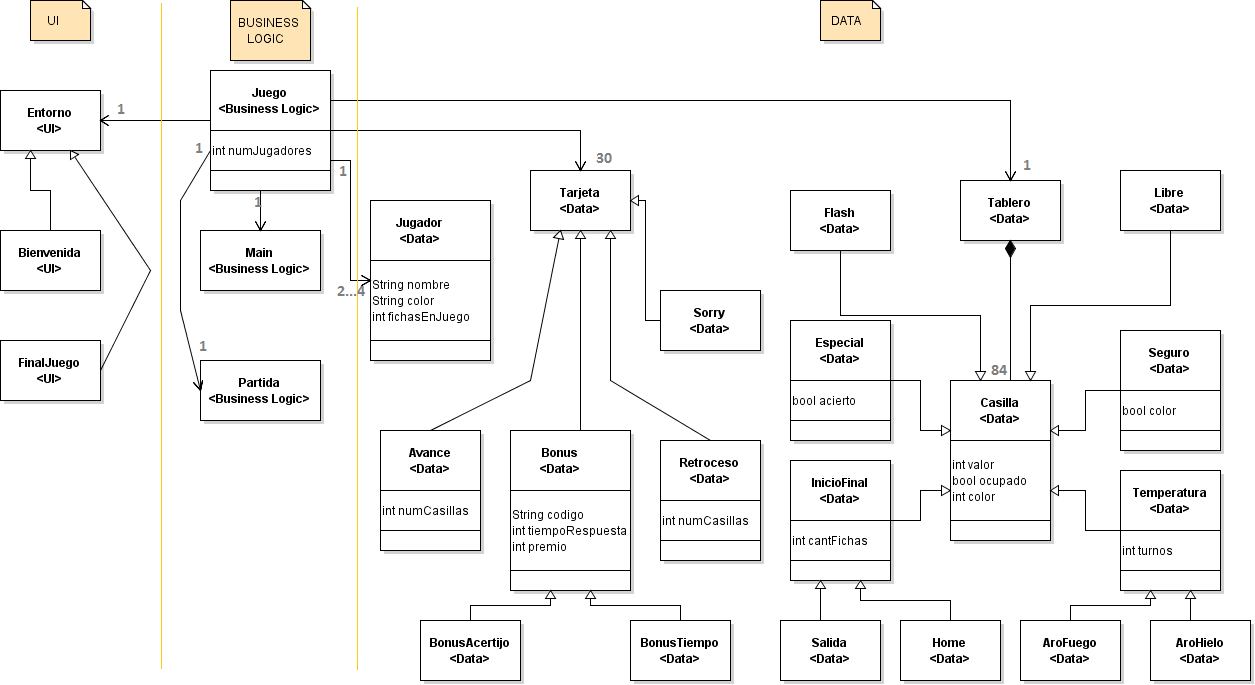 UI
BUSINESS
LOGIC
DATA
Entorno
<UI>
1
Bienvenida
<UI>
FinalJuego
<UI>
Juego
<Business Logic>
int numJugadores
1
1
1
Main
<Business Logic>
1
Partida
<Business Logic>
Jugador
<Data>
String nombre
String color
int fichasEnJuego
2...4
30
Tarjeta
<Data>
Sorry
<Data>
Avance
<Data>
int numCasillas
Bonus
<Data>
String codigo
int tiempoRespuesta
int premio
Retroceso
<Data>
int numCasillas
BonusAcertijo
<Data>
BonusTiempo
<Data>
1
Tablero
<Data>
Flash
<Data>
Libre
<Data>
Especial
<Data>
bool acierto
84
Casilla
<Data>
int valor
bool ocupado
int color
Seguro
<Data>
bool color
InicioFinal
<Data>
int cantFichas
Temperatura
<Data>
int turnos
Salida
<Data>
Home
<Data>
AroFuego
<Data>
AroHielo
<Data>